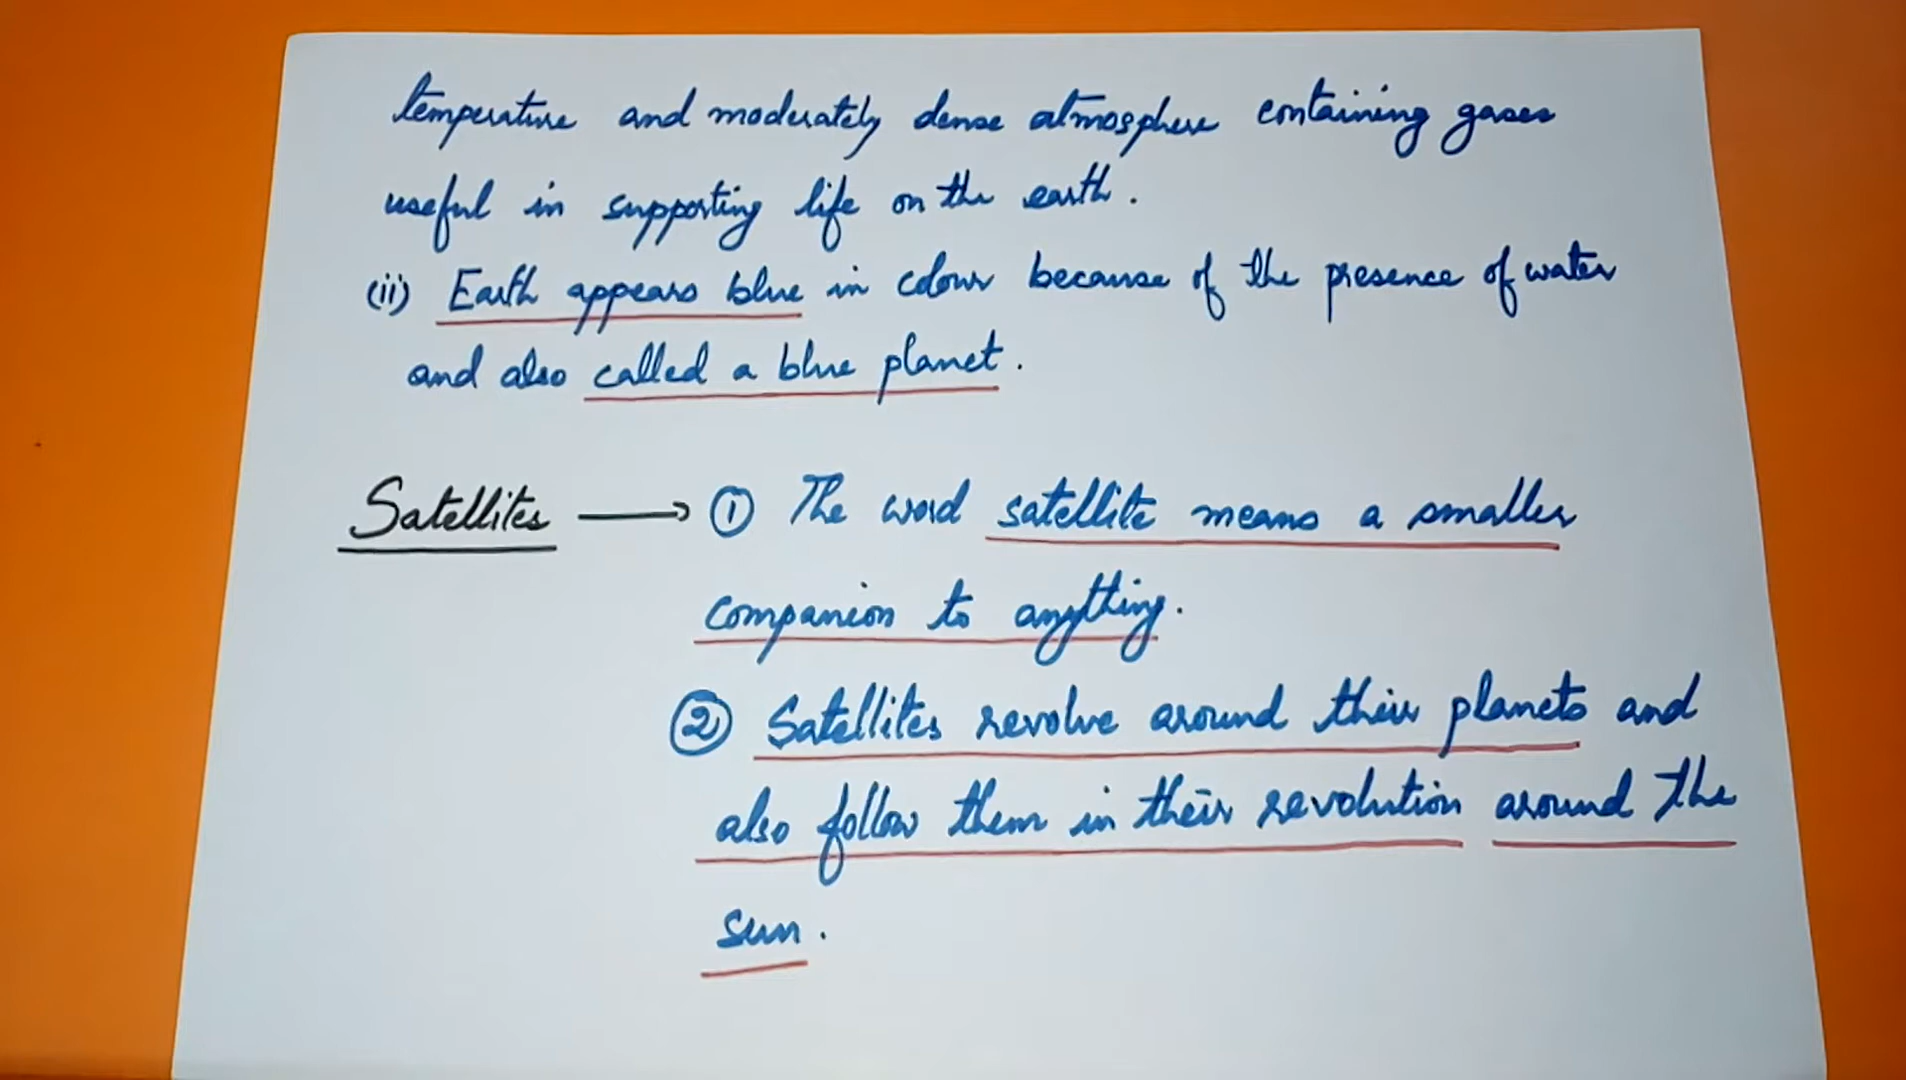 temperature and moderately dense atmosphere containing gases
useful in supporting life on the earth.
(ii) Earth appears blue in colour because of the presence of water
and also called a blue planet.
Satellites → ① The word satellite means a smaller
companion to anything.
② Satellites revolve around their planets and
also follow them in their revolution around the
sun.